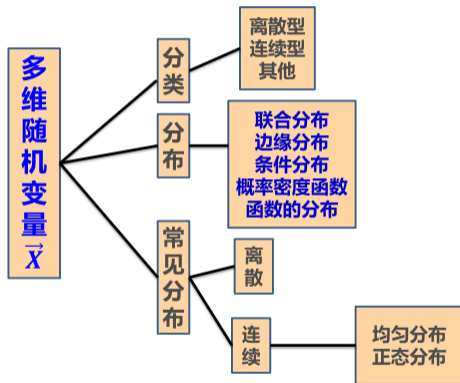 多维随机变量 X⃗
分类
离散型
连续型
其他
分布
联合分布
边缘分布
条件分布
概率密度函数
函数的分布
常见分布
离散
连续
均匀分布
正态分布